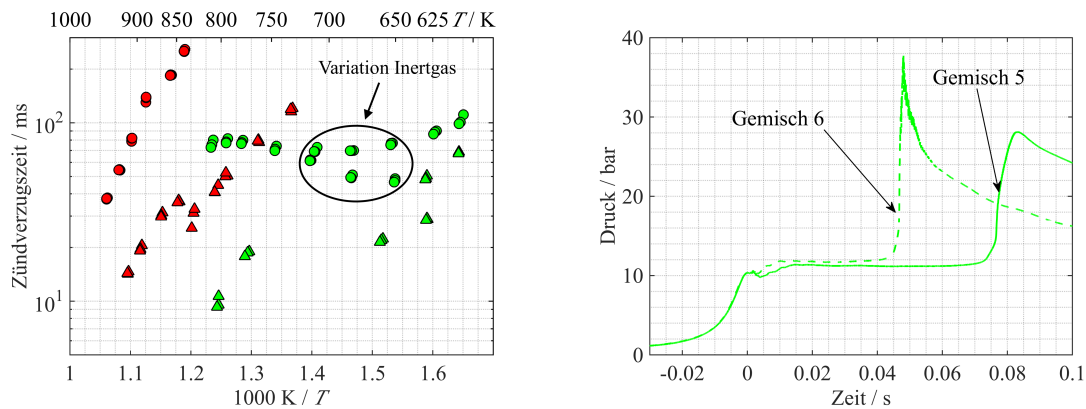 1000 900 850 800 750 700 650 625 T / K
Variation Inertgas
10²
10¹
Zündverzugszeit / ms
1 1.1 1.2 1.3 1.4 1.5 1.6
1000 K / T
40
30
20
10
0
Druck / bar
Gemisch 5
Gemisch 6
-0.02 0 0.02 0.04 0.06 0.08 0.1
Zeit / s